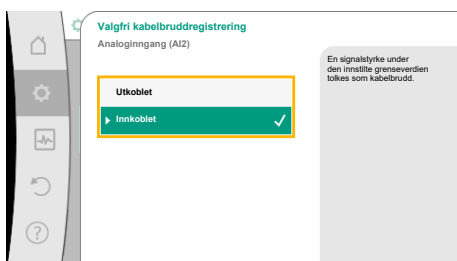 Valgfri kabelbruddregistrering
Analoginngang (AI2)
En signalstyrke under
den innstilte grenseverdien
tolkes som kabelbrudd.
Utkoblet
Innkoblet